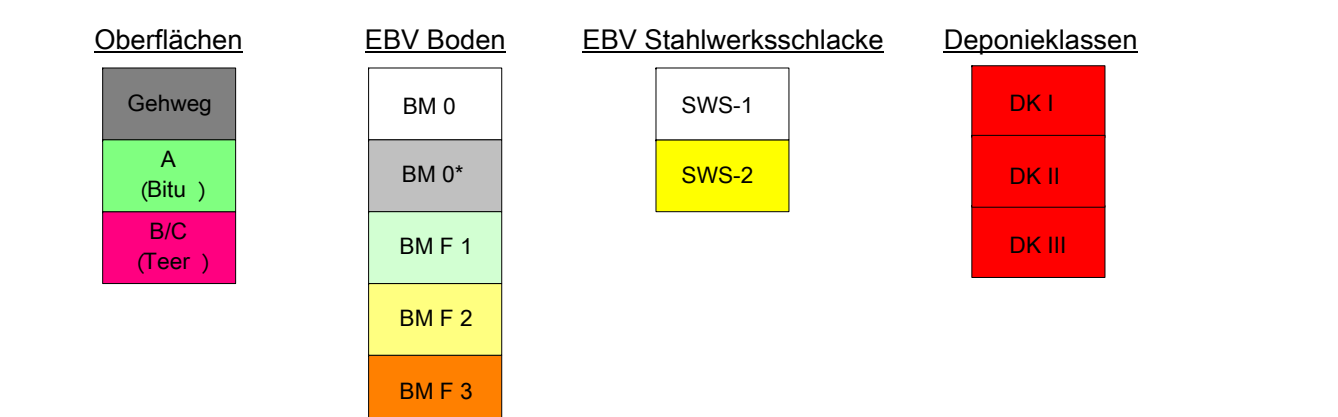 Oberflächen
Gehweg
A
(Bitu )
B/C
(Teer )
EBV Boden
BM 0
BM 0*
BM F 1
BM F 2
BM F 3
EBV Stahlwerksschlacke
SWS-1
SWS-2
Deponieklassen
DK I
DK II
DK III